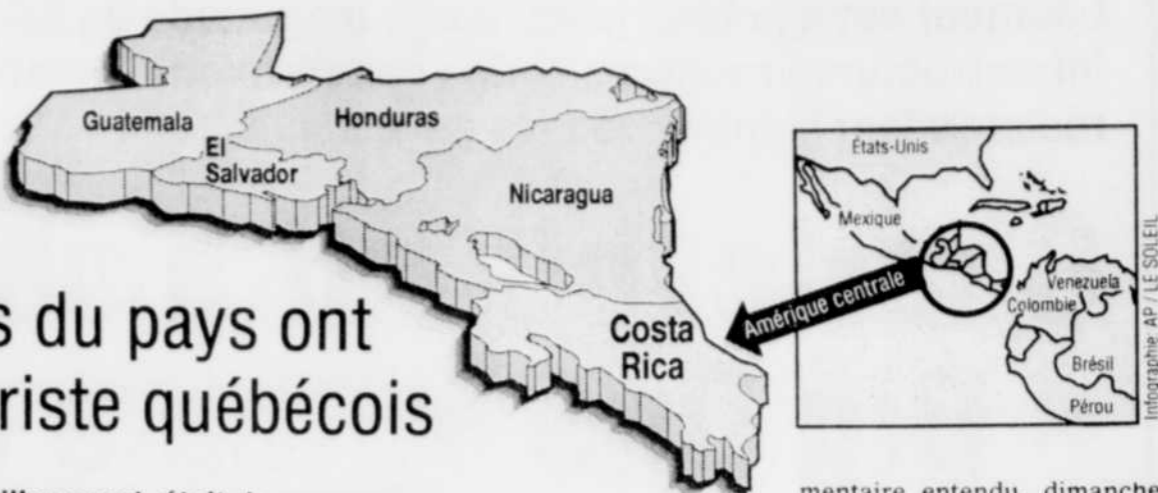 Guatemala
El
Salvador
Honduras
Nicaragua
Costa
Rica
États-Unis
Mexique
Amérique centrale
Venezuela
Colombie
Brésil
Pérou
Infographie AP / LE SOLEIL
s du pays ont
riste québécois
mentaire entendu dimanche